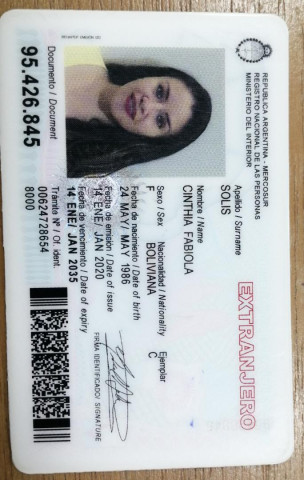 REPUBLICA ARGENTINA - MERCOSUR
REGISTRO NACIONAL DE LAS PERSONAS
MINISTERIO DEL INTERIOR
EXTRANJERO
Apellido / Surname
SOLIS
Nombre / Name
CINTHIA FABIOLA
Sexo / Sex
F
Nacionalidad / Nationality
BOLIVIANA
Ejemplar
C
Fecha de nacimiento / Date of birth
24 MAY/ MAY 1986
Fecha de emisión / Date of issue
14 ENE/ JAN 2020
Fecha de vencimiento / Date of expiry
14 ENE/ JAN 2035
FIRMA IDENTIFICADO/ SIGNATURE
Documento / Document
95.426.845
Trámite Nº / Of. ident.
00624728654
8000